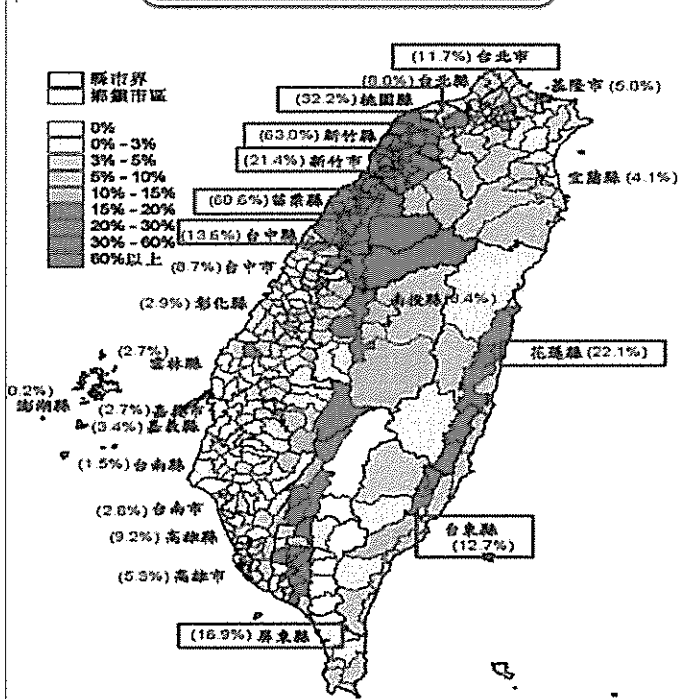 (11.7%) 台北市
(8.0%) 台北縣
基隆市 (5.0%)
(32.2%) 桃園縣
縣市界
鄉鎮市區
(63.0%) 新竹縣
(21.4%) 新竹市
0%
0% - 3%
3% - 5%
5% - 10%
10% - 15%
15% - 20%
20% - 30%
30% - 60%
60%以上
宜蘭縣 (4.1%)
(60.6%) 苗栗縣
(13.6%) 台中縣
(8.7%) 台中市
(2.9%) 彰化縣
南投縣 (6.4%)
(2.7%)
雲林縣
花蓮縣 (22.1%)
0.2%)
澎湖縣
(2.7%) 嘉義市
(3.4%) 嘉義縣
(1.5%) 台南縣
(2.8%) 台南市
(9.2%) 高雄縣
台東縣
(12.7%)
(5.3%) 高雄市
(16.9%) 屏東縣